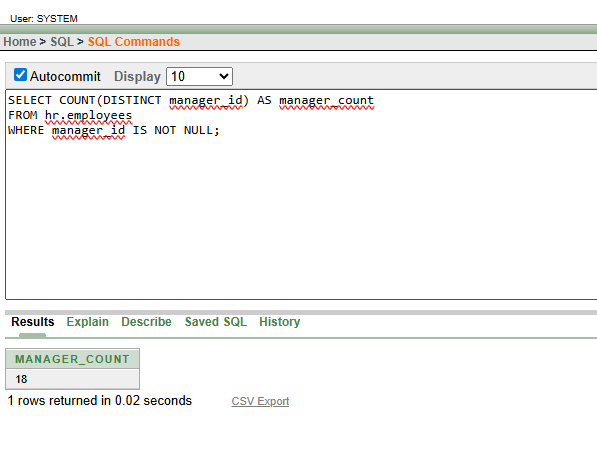 User: SYSTEM
Home > SQL > SQL Commands
Autocommit Display 10
SELECT COUNT(DISTINCT manager_id) AS manager_count
FROM hr.employees
WHERE manager_id IS NOT NULL;
Results Explain Describe Saved SQL History
MANAGER_COUNT
18
1 rows returned in 0.02 seconds CSV Export